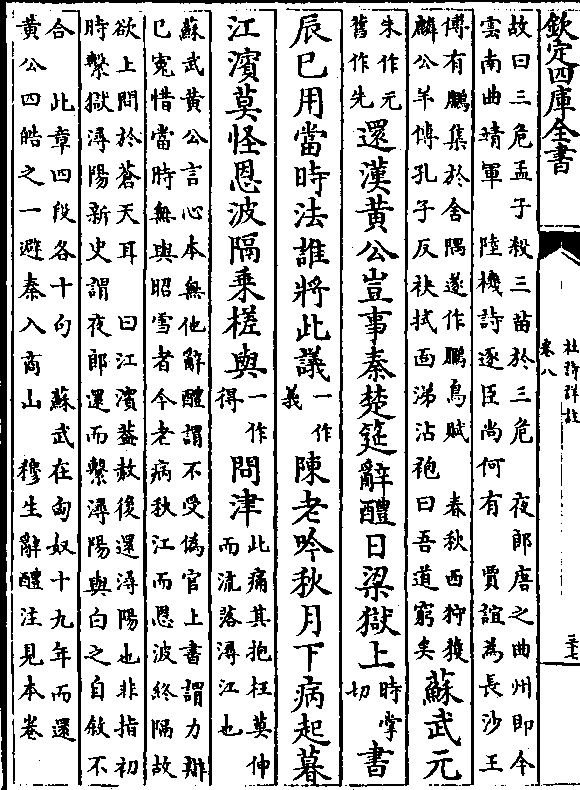 欽定四庫全書
杜詩詳註
卷八
三十七
故曰三危孟子殺三苗於三危 夜郎唐之曲州即今
雲南曲靖軍 陸機詩逐臣尚何有 賈誼為長沙王
傅有鵩集於舍隅遂作鵩鳥賦 春秋西狩獲
麟公羊傳孔子反袂拭面涕沾袍曰吾道窮矣
蘇武元
朱作元
舊作先
還漢黃公豈事秦楚筵辭醴日梁獄上
時掌
切
書
辰已用當時法誰將此議
一作
義
陳老吟秋月下病起暮
江濱莫怪恩波隔乘槎與
一作
得
問津
此痛其抱枉莫伸
而流落潯江也
蘇武黃公言心本無他辭醴謂不受偽官上書謂力辨
已寃惜當時無與昭雪者今老病秋江而恩波終隔故
欲上問於蒼天耳 曰江濱蓋赦後還潯陽也非指初
時繫獄潯陽新史謂夜郎還而繫潯陽與白之自敘不
合 此章四段各十句 蘇武在匈奴十九年而還
黃公四皓之一避秦入商山 穆生辭醴注見本卷